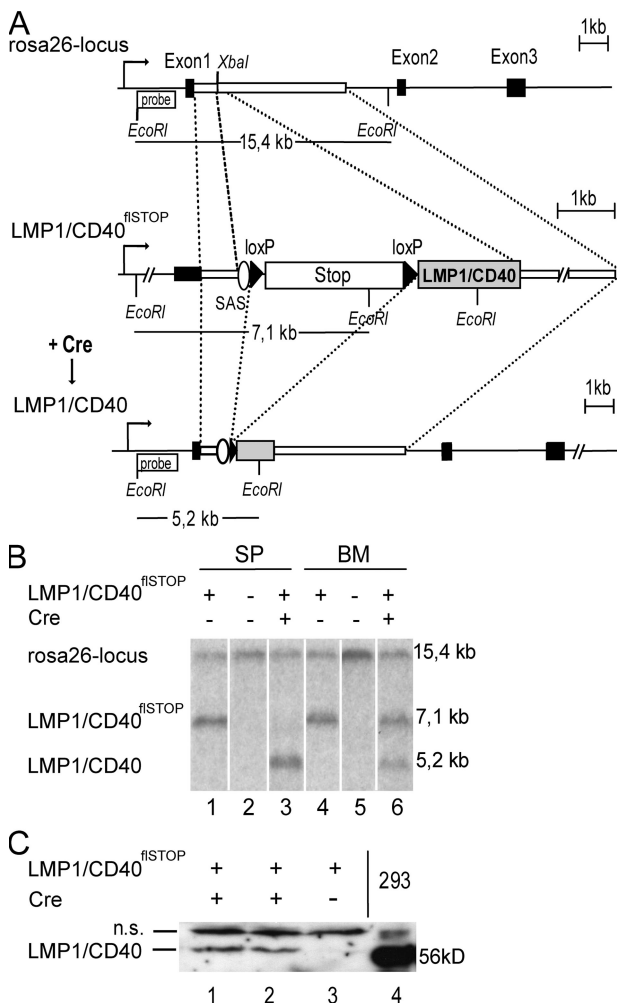 A
rosa26-locus
1kb
Exon1 XbaI Exon2 Exon3
probe
EcoRI EcoRI
15,4 kb
1kb
LMP1/CD40flSTOP
loxP loxP
Stop LMP1/CD40
SAS
EcoRI EcoRI EcoRI
7,1 kb
+ Cre
1kb
LMP1/CD40
probe
EcoRI EcoRI
5,2 kb
B
SP BM
LMP1/CD40flSTOP + - + + - +
Cre - - + - - +
rosa26-locus 15,4 kb
LMP1/CD40flSTOP 7,1 kb
LMP1/CD40 5,2 kb
1 2 3 4 5 6
C
LMP1/CD40flSTOP + + + 293
Cre + + -
n.s.
LMP1/CD40 56kD
1 2 3 4